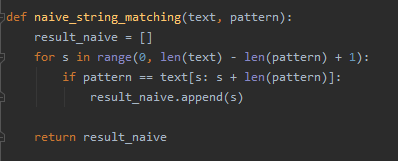 def naive_string_matching(text, pattern):
    result_naive = []
    for s in range(0, len(text) - len(pattern) + 1):
        if pattern == text[s: s + len(pattern)]:
            result_naive.append(s)
    return result_naive